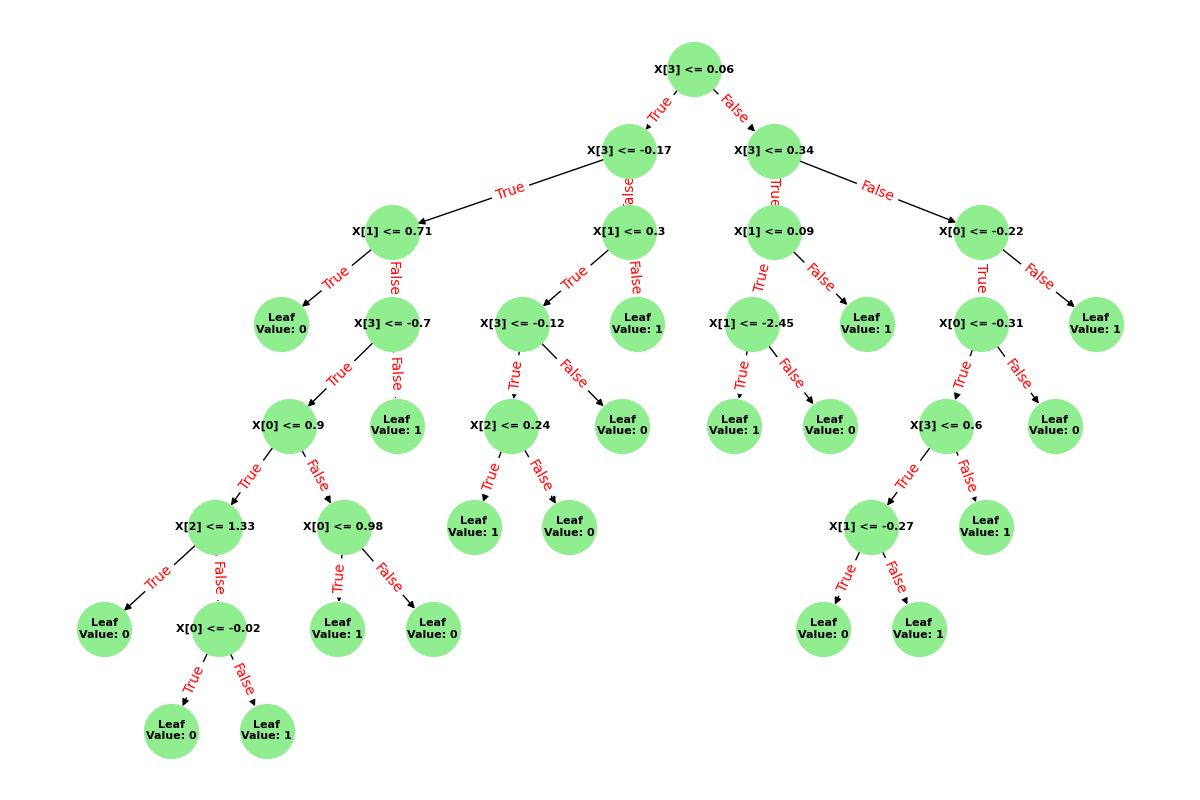 X[3] <= 0.06
True
False
X[3] <= -0.17
X[3] <= 0.34
True
False
True
False
X[1] <= 0.71
X[1] <= 0.3
X[1] <= 0.09
X[0] <= -0.22
True
False
True
False
True
False
True
False
Leaf
Value: 0
X[3] <= -0.7
X[3] <= -0.12
Leaf
Value: 1
X[1] <= -2.45
Leaf
Value: 1
X[0] <= -0.31
Leaf
Value: 1
True
False
True
False
True
False
True
False
X[0] <= 0.9
Leaf
Value: 1
X[2] <= 0.24
Leaf
Value: 0
Leaf
Value: 1
Leaf
Value: 0
X[3] <= 0.6
Leaf
Value: 0
True
False
True
False
True
False
X[2] <= 1.33
X[0] <= 0.98
Leaf
Value: 1
Leaf
Value: 0
X[1] <= -0.27
Leaf
Value: 1
True
False
True
False
True
False
Leaf
Value: 0
X[0] <= -0.02
Leaf
Value: 1
Leaf
Value: 0
Leaf
Value: 0
Leaf
Value: 1
True
False
Leaf
Value: 0
Leaf
Value: 1